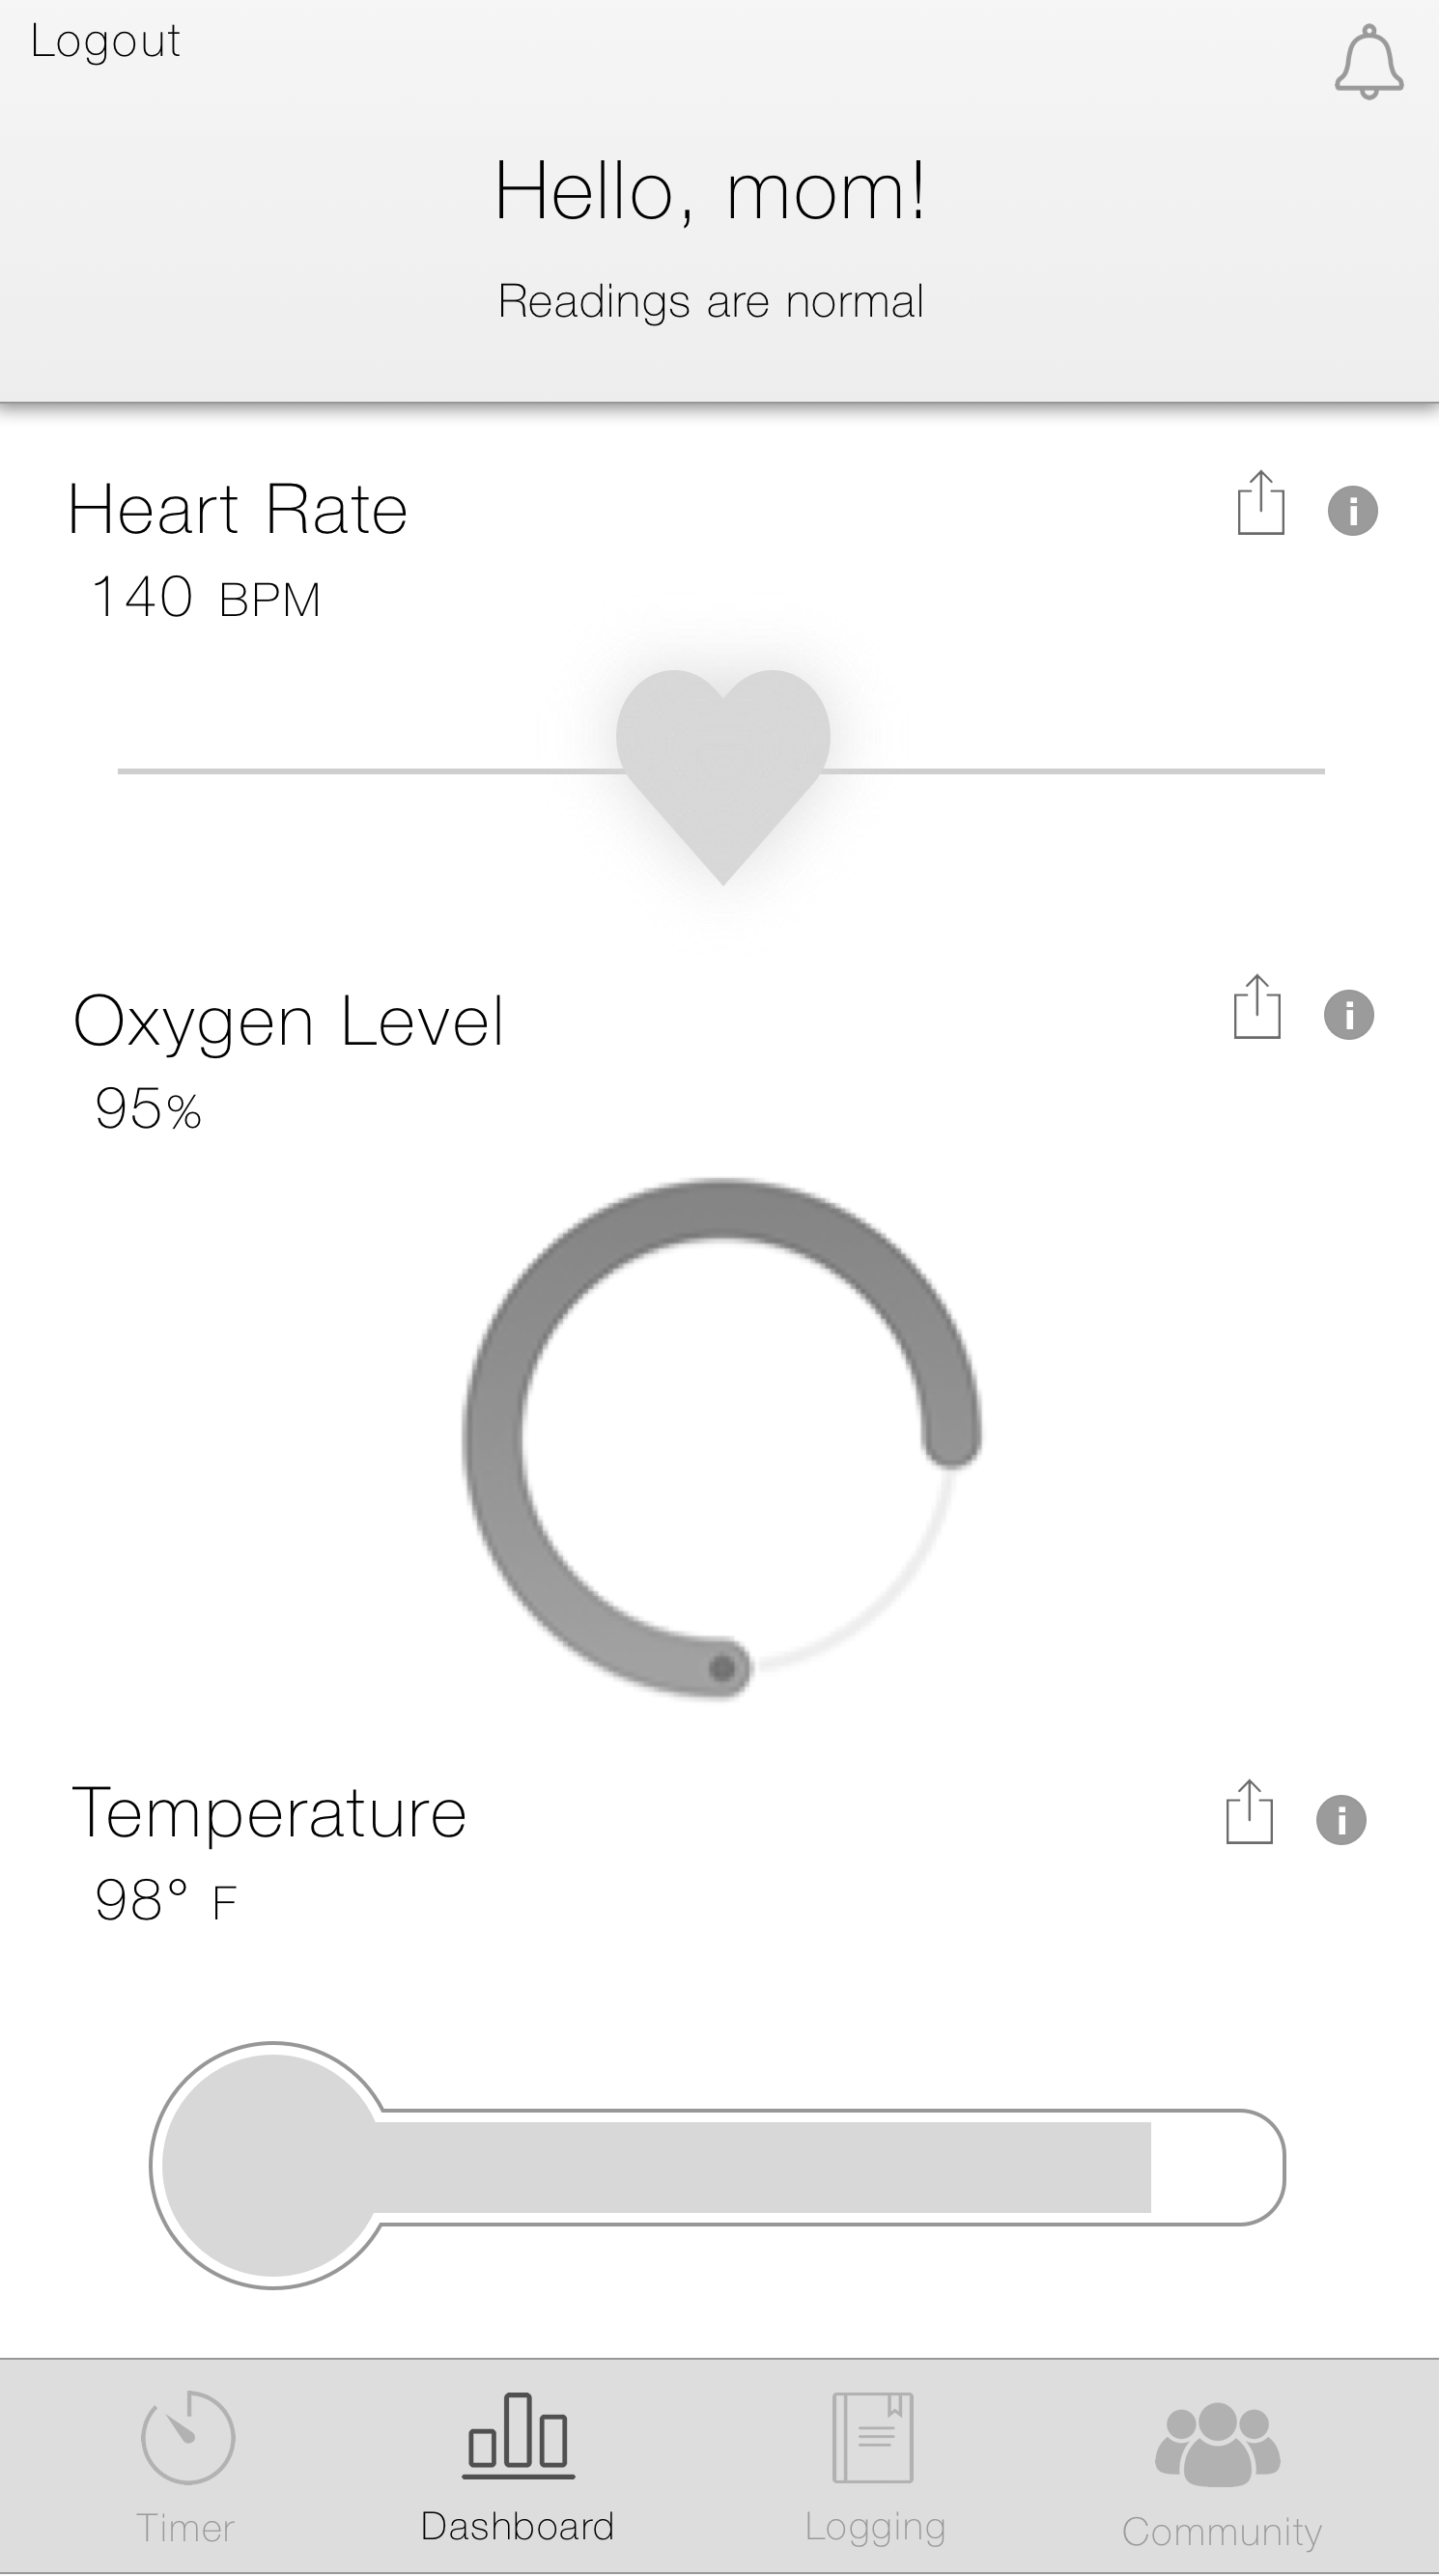 Logout
Hello, mom!
Readings are normal
Heart Rate
140 BPM
Oxygen Level
95%
Temperature
98° F
Timer
Dashboard
Logging
Community